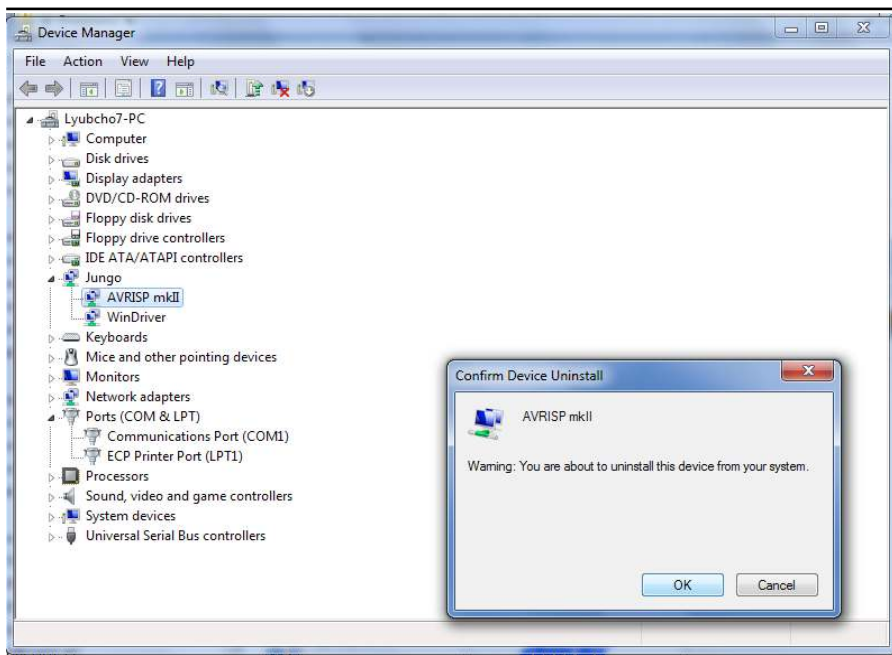 Device Manager
File Action View Help
Lyubcho7-PC
Computer
Disk drives
Display adapters
DVD/CD-ROM drives
Floppy disk drives
Floppy drive controllers
IDE ATA/ATAPI controllers
Jungo
AVRISP mkII
WinDriver
Keyboards
Mice and other pointing devices
Monitors
Network adapters
Ports (COM & LPT)
Communications Port (COM1)
ECP Printer Port (LPT1)
Processors
Sound, video and game controllers
System devices
Universal Serial Bus controllers
Confirm Device Uninstall
AVRISP mkII
Warning: You are about to uninstall this device from your system.
OK Cancel